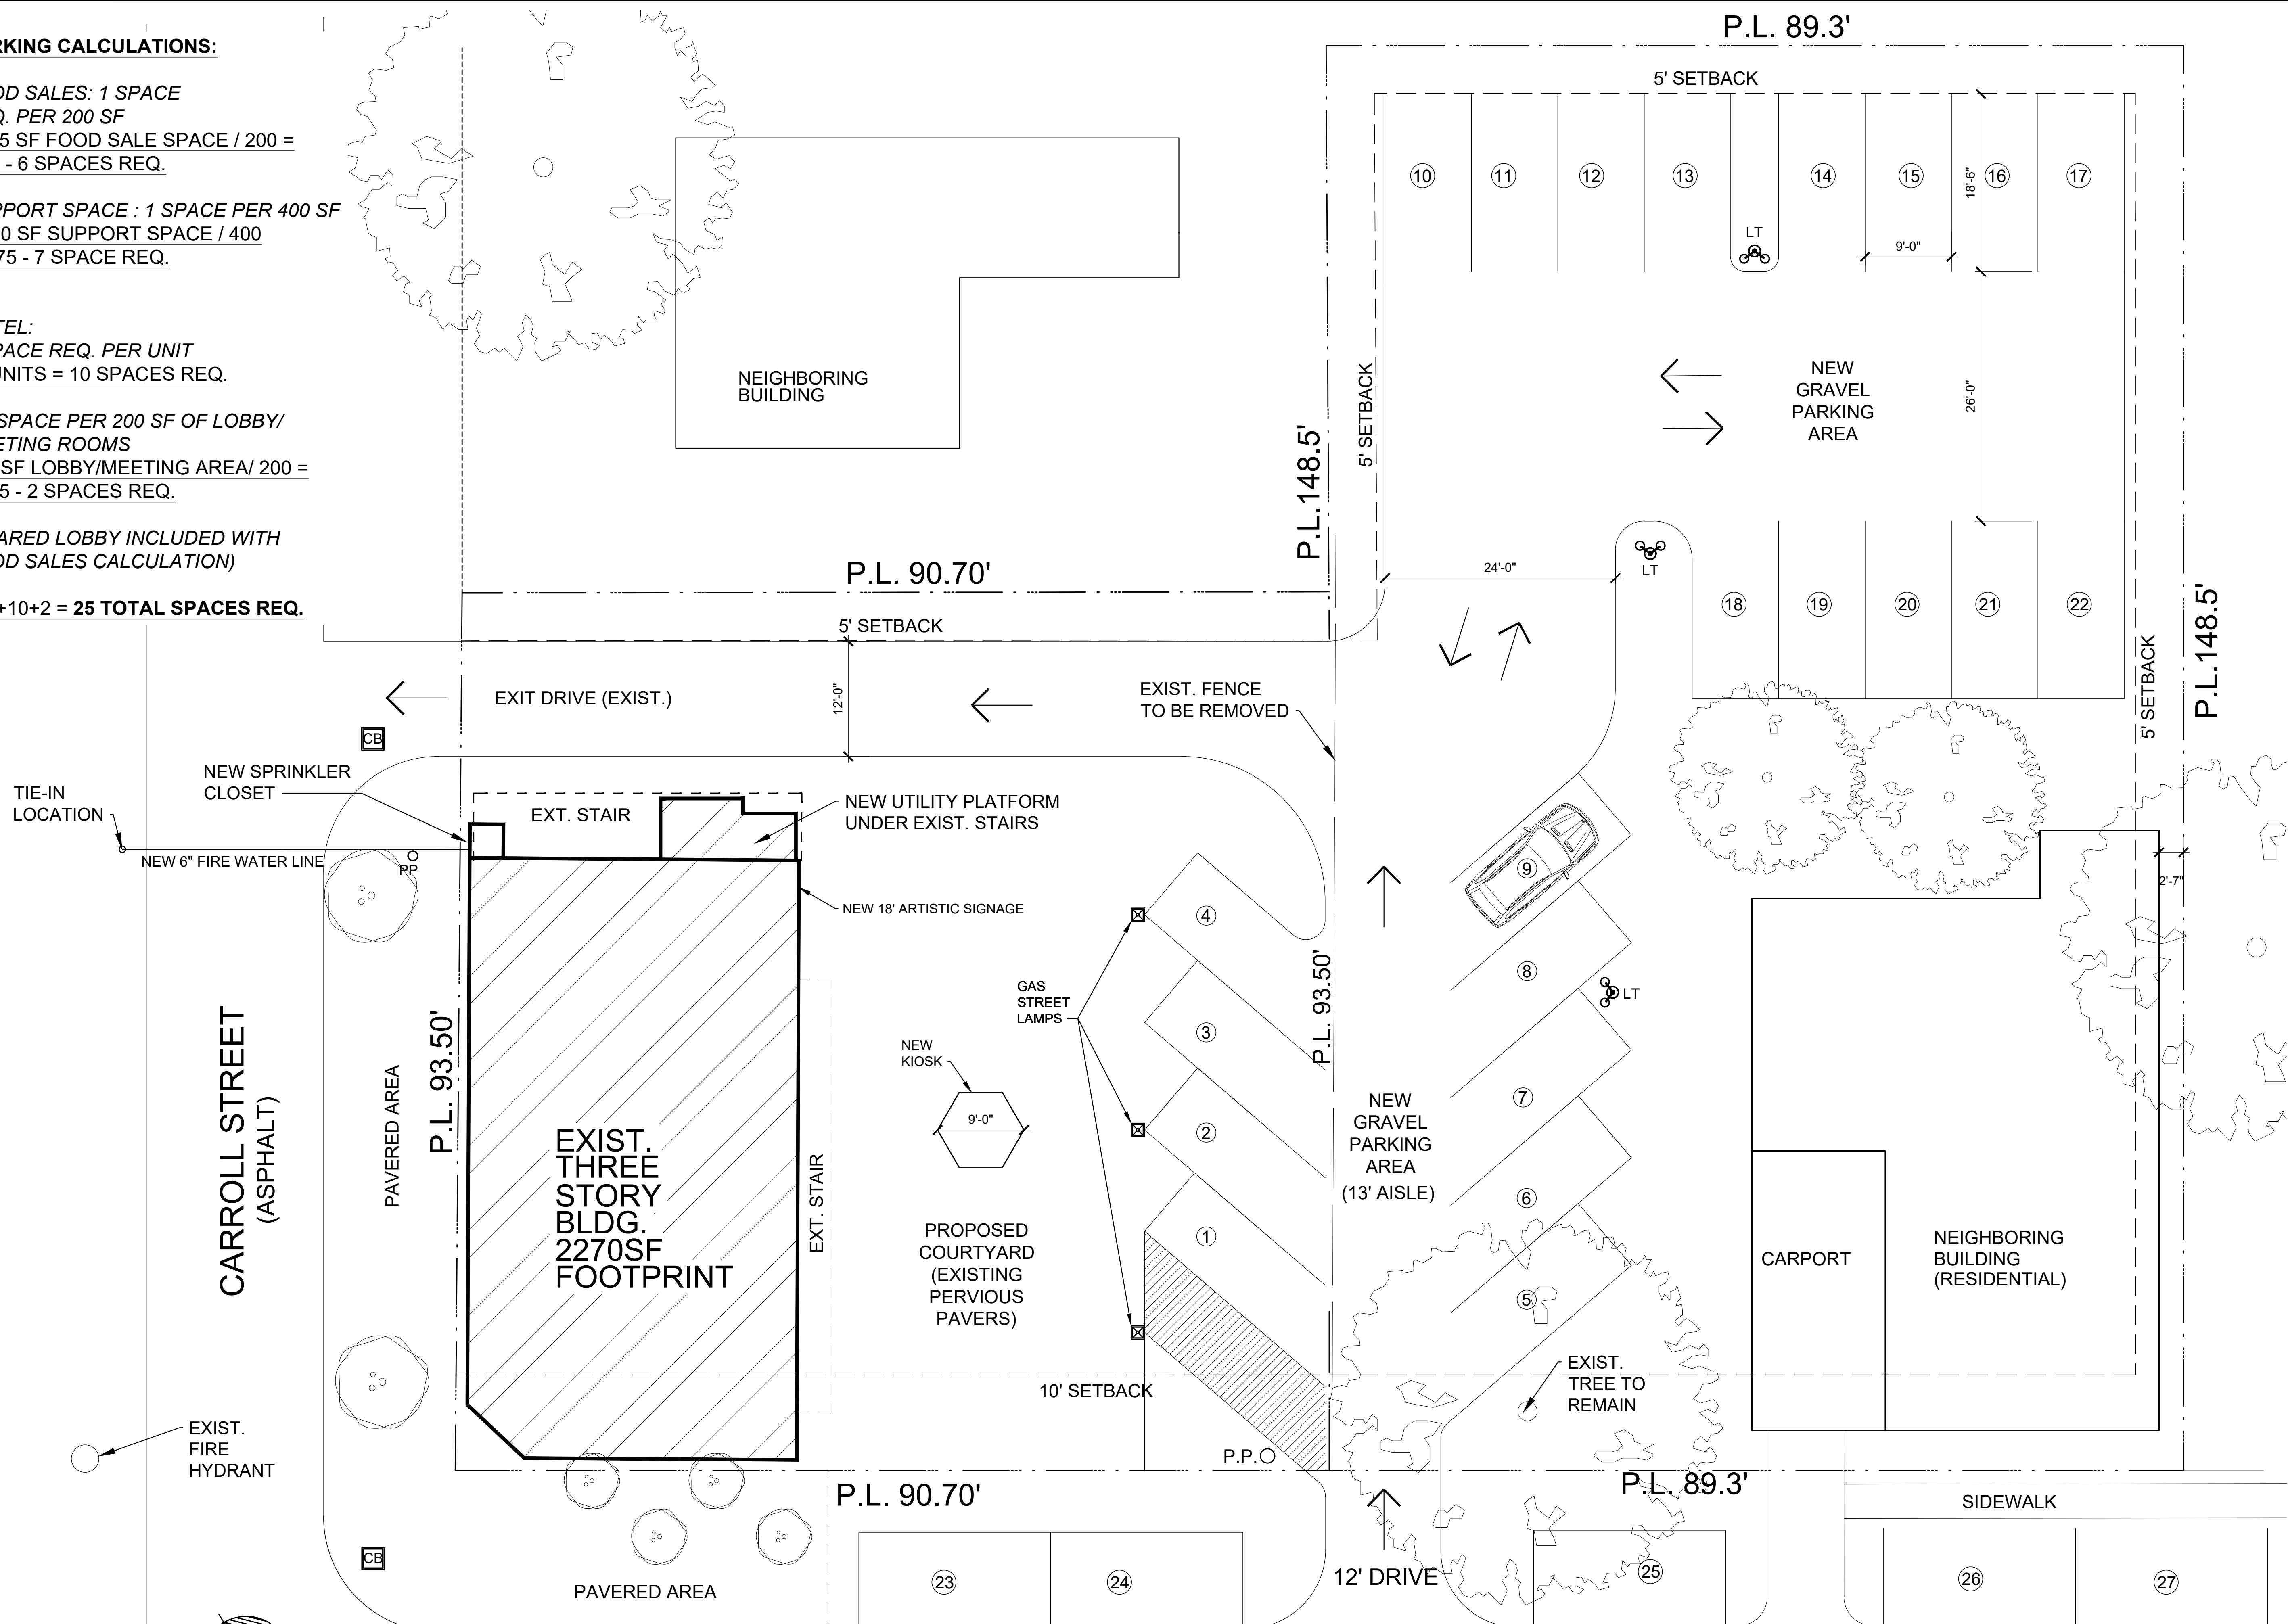 RKING CALCULATIONS:
OD SALES: 1 SPACE
Q. PER 200 SF
5 SF FOOD SALE SPACE / 200 =
- 6 SPACES REQ.
PPORT SPACE : 1 SPACE PER 400 SF
0 SF SUPPORT SPACE / 400
75 - 7 SPACE REQ.
TEL:
PACE REQ. PER UNIT
UNITS = 10 SPACES REQ.
SPACE PER 200 SF OF LOBBY/
ETING ROOMS
SF LOBBY/MEETING AREA/ 200 =
5 - 2 SPACES REQ.
ARED LOBBY INCLUDED WITH
OD SALES CALCULATION)
+10+2 = 25 TOTAL SPACES REQ.
P.L. 89.3'
5' SETBACK
10
11
12
13
14
15
16
17
18'-6"
LT
9'-0"
NEIGHBORING
BUILDING
5' SETBACK
P.L.148.5'
NEW
GRAVEL
PARKING
AREA
26'-0"
P.L. 90.70'
5' SETBACK
24'-0"
LT
18
19
20
21
22
P.L.148.5'
5' SETBACK
EXIT DRIVE (EXIST.)
12'-0"
EXIST. FENCE
TO BE REMOVED
CB
NEW SPRINKLER
CLOSET
TIE-IN
LOCATION
NEW 6" FIRE WATER LINE
PP
EXT. STAIR
NEW UTILITY PLATFORM
UNDER EXIST. STAIRS
NEW 18' ARTISTIC SIGNAGE
4
3
2
1
9
8
7
6
5
LT
2'-7"
GAS
STREET
LAMPS
P.L. 93.50'
NEW
KIOSK
9'-0"
CARROLL STREET
(ASPHALT)
PAVERED AREA
P.L. 93.50'
EXIST.
THREE
STORY
BLDG.
2270SF
FOOTPRINT
EXT. STAIR
PROPOSED
COURTYARD
(EXISTING
PERVIOUS
PAVERS)
NEW
GRAVEL
PARKING
AREA
(13' AISLE)
CARPORT
NEIGHBORING
BUILDING
(RESIDENTIAL)
EXIST.
TREE TO
REMAIN
10' SETBACK
EXIST.
FIRE
HYDRANT
P.P.
P.L. 90.70'
P.L. 89.3'
SIDEWALK
CB
PAVERED AREA
23
24
12' DRIVE
25
26
27